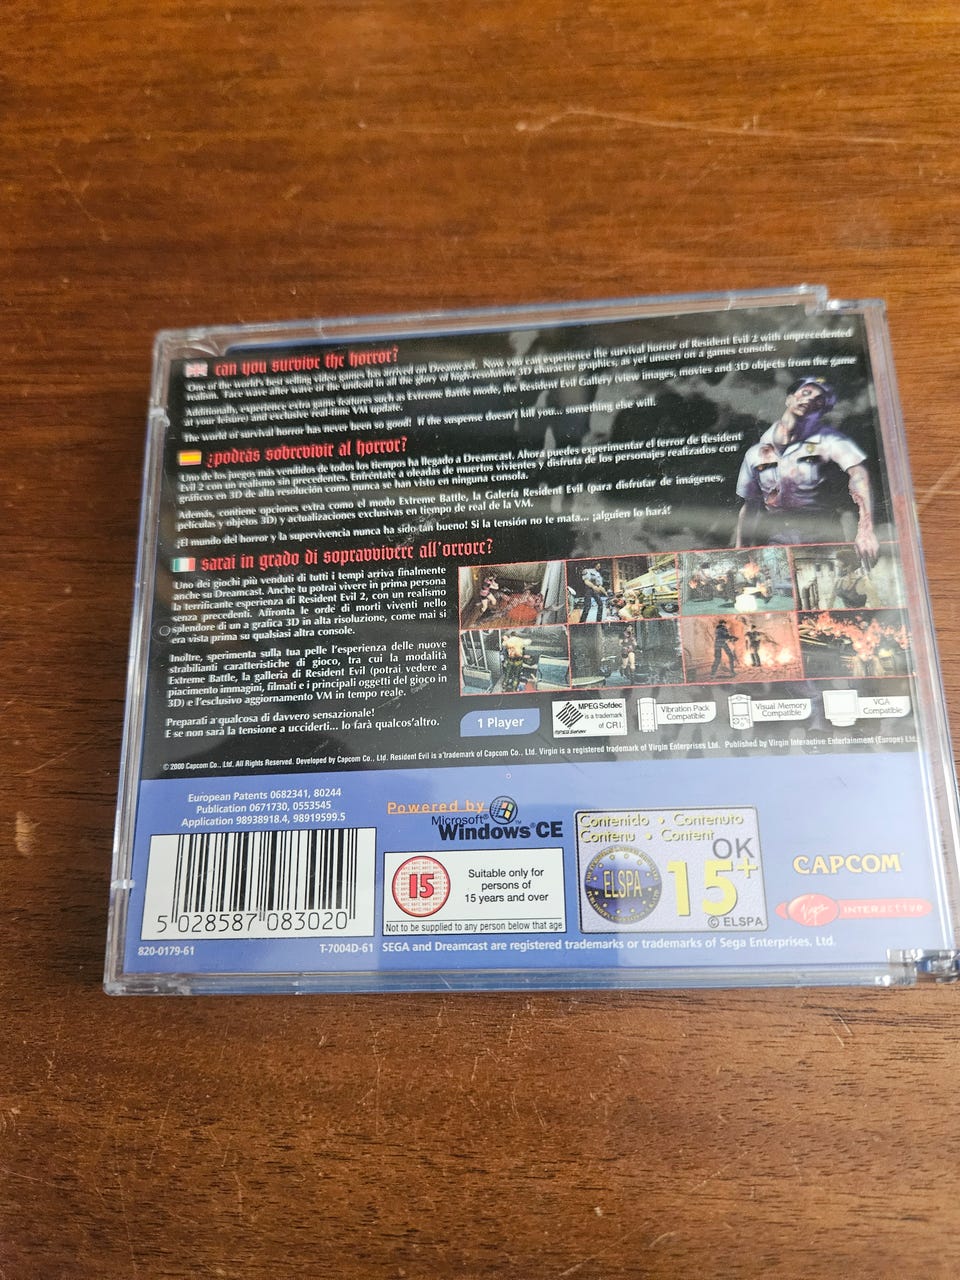 can you survive the horror?
One of the world's best selling video games has arrived on Dreamcast. Now you can experience the survival horror of Resident Evil 2 with unprecedented
realism. Face wave after wave of the undead in all the glory of high-resolution 3D character graphics, as yet unseen on a games console.
Additionally, experience extra game features such as Extreme Battle mode, the Resident Evil Gallery (view images, movies and 3D objects from the game
at your leisure) and exclusive real-time VM update.
The world of survival horror has never been so good! If the suspense doesn't kill you... something else will.
¿podrás sobrevivir al horror?
Uno de los juegos más vendidos de todos los tiempos ha llegado a Dreamcast. Ahora puedes experimentar el terror de Resident
Evil 2 con un realismo sin precedentes. Enfréntate a oleadas de muertos vivientes y disfruta de los personajes realizados con
gráficos en 3D de alta resolución como nunca se han visto en ninguna consola.
Además, contiene opciones extra como el modo Extreme Battle, la Galería Resident Evil (para disfrutar de imágenes,
películas y objetos 3D) y actualizaciones exclusivas en tiempo de real de la VM.
¡El mundo del horror y la supervivencia nunca ha sido tan bueno! Si la tensión no te mata... ¡alguien lo hará!
sarai in grado di sopravvivere all'orrore?
Uno dei giochi più venduti di tutti i tempi arriva finalmente
anche su Dreamcast. Anche tu potrai vivere in prima persona
la terrificante esperienza di Resident Evil 2, con un realismo
senza precedenti. Affronta le orde di morti viventi nello
splendore di un a grafica 3D in alta risoluzione, come mai si
era vista prima su qualsiasi altra console.
Inoltre, sperimenta sulla tua pelle l'esperienza delle nuove
strabilianti caratteristiche di gioco, tra cui la modalità
Extreme Battle, la galleria di Resident Evil (potrai vedere a
piacimento immagini, filmati e i principali oggetti del gioco in
3D) e l'esclusivo aggiornamento VM in tempo reale.
Preparati a qualcosa di davvero sensazionale!
E se non sarà la tensione a ucciderti... lo farà qualcos'altro.
1 Player
MPEG Sofdec
is a trademark
of CRI.
MPEG Sofdec
Vibration Pack
Compatible
Visual Memory
Compatible
VGA
Compatible
© 2000 Capcom Co., Ltd. All Rights Reserved. Developed by Capcom Co., Ltd. Resident Evil is a trademark of Capcom Co., Ltd. Virgin is a registered trademark of Virgin Enterprises Ltd. Published by Virgin Interactive Entertainment (Europe) Ltd.
European Patents 0682341, 80244
Publication 0671730, 0553545
Application 98938918.4, 98919599.5
5 028587 083020
820-0179-61
T-7004D-61
Powered by
Microsoft®
Windows® CE
15
Suitable only for
persons of
15 years and over
Not to be supplied to any person below that age
Contenido • Contenuto
Contenu • Content
ELSPA
OK
15+
© ELSPA
CAPCOM
Virgin INTERactive
SEGA and Dreamcast are registered trademarks or trademarks of Sega Enterprises, Ltd.